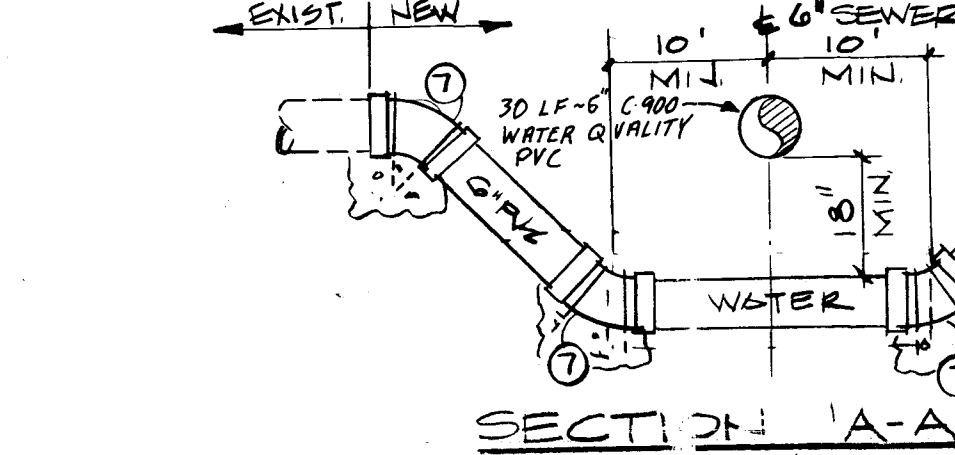 EXIST. NEW
℄ 6" SEWER
10' 10'
MIN. MIN.
7
30 LF~6" C-900
WATER QUALITY
PVC
6" PVC
18"
MIN
WATER
7
SECTION 'A-A